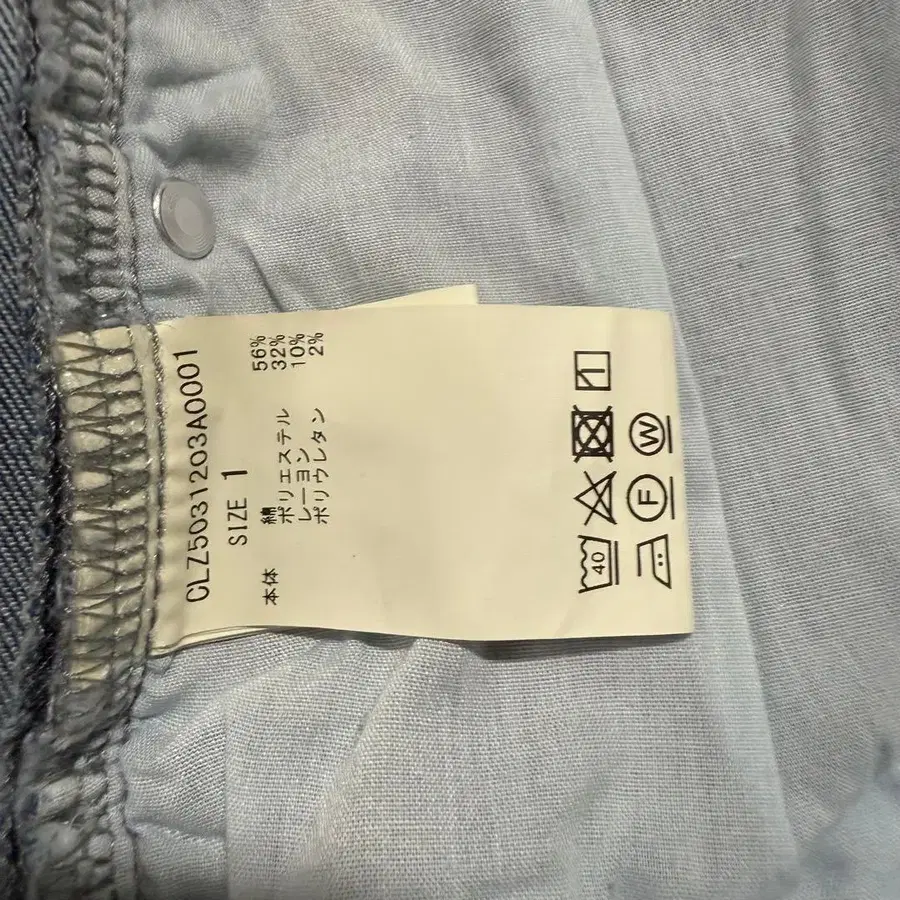 CLZ5031203A0001
SIZE 1
本体 綿 56%
ポリエステル 32%
レーヨン 10%
ポリウレタン 2%
40
F W